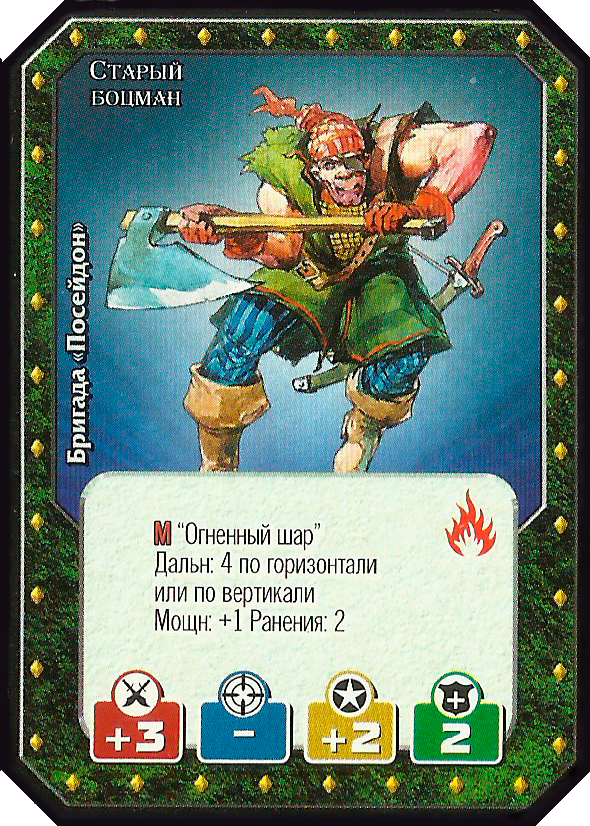 Старый
боцман
Бригада «Посейдон»
М "Огненный шар"
Дальн: 4 по горизонтали
или по вертикали
Мощн: +1 Ранения: 2
+3
-
+2
2